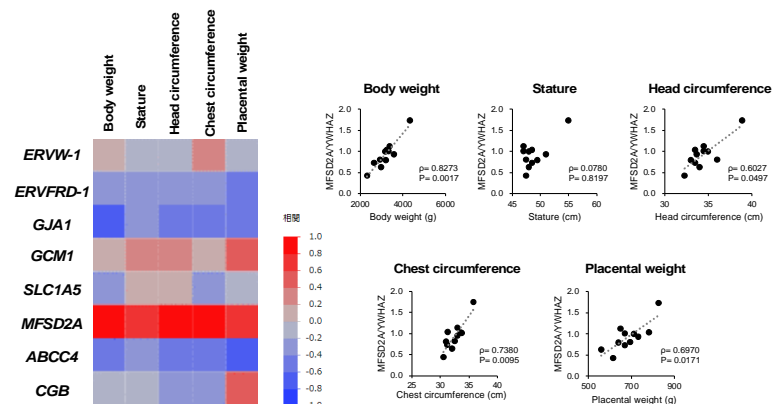 Body weight
Stature
Head circumference
Chest circumference
Placental weight
ERVW-1
ERVFRD-1
GJA1
GCM1
SLC1A5
MFSD2A
ABCC4
CGB
相関
1.0
0.8
0.6
0.4
0.2
0.0
-0.2
-0.4
-0.6
-0.8
-1.0
Body weight
MFSD2A/YWHAZ
2.0
1.5
1.0
0.5
0.0
2000
4000
6000
ρ= 0.8273
P= 0.0017
Body weight (g)
Stature
MFSD2A/YWHAZ
2.0
1.5
1.0
0.5
0.0
45
50
55
60
ρ= 0.0780
P= 0.8197
Stature (cm)
Head circumference
MFSD2A/YWHAZ
2.0
1.5
1.0
0.5
0.0
30
35
40
ρ= 0.6027
P= 0.0497
Head circumference (cm)
Chest circumference
MFSD2A/YWHAZ
2.0
1.5
1.0
0.5
0.0
25
30
35
40
ρ= 0.7380
P= 0.0095
Chest circumference (cm)
Placental weight
MFSD2A/YWHAZ
2.0
1.5
1.0
0.5
0.0
500
700
900
ρ= 0.6970
P= 0.0171
Placental weight (g)